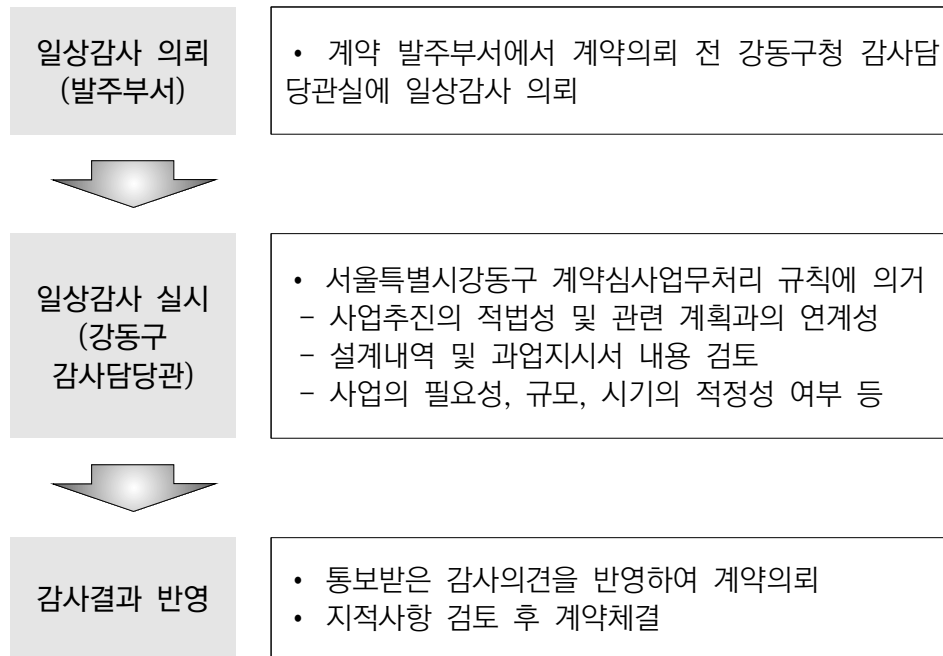 일상감사 의뢰
(발주부서)
• 계약 발주부서에서 계약의뢰 전 강동구청 감사담
당관실에 일상감사 의뢰
일상감사 실시
(강동구
감사담당관)
• 서울특별시강동구 계약심사업무처리 규칙에 의거
- 사업추진의 적법성 및 관련 계획과의 연계성
- 설계내역 및 과업지시서 내용 검토
- 사업의 필요성, 규모, 시기의 적정성 여부 등
감사결과 반영
• 통보받은 감사의견을 반영하여 계약의뢰
• 지적사항 검토 후 계약체결